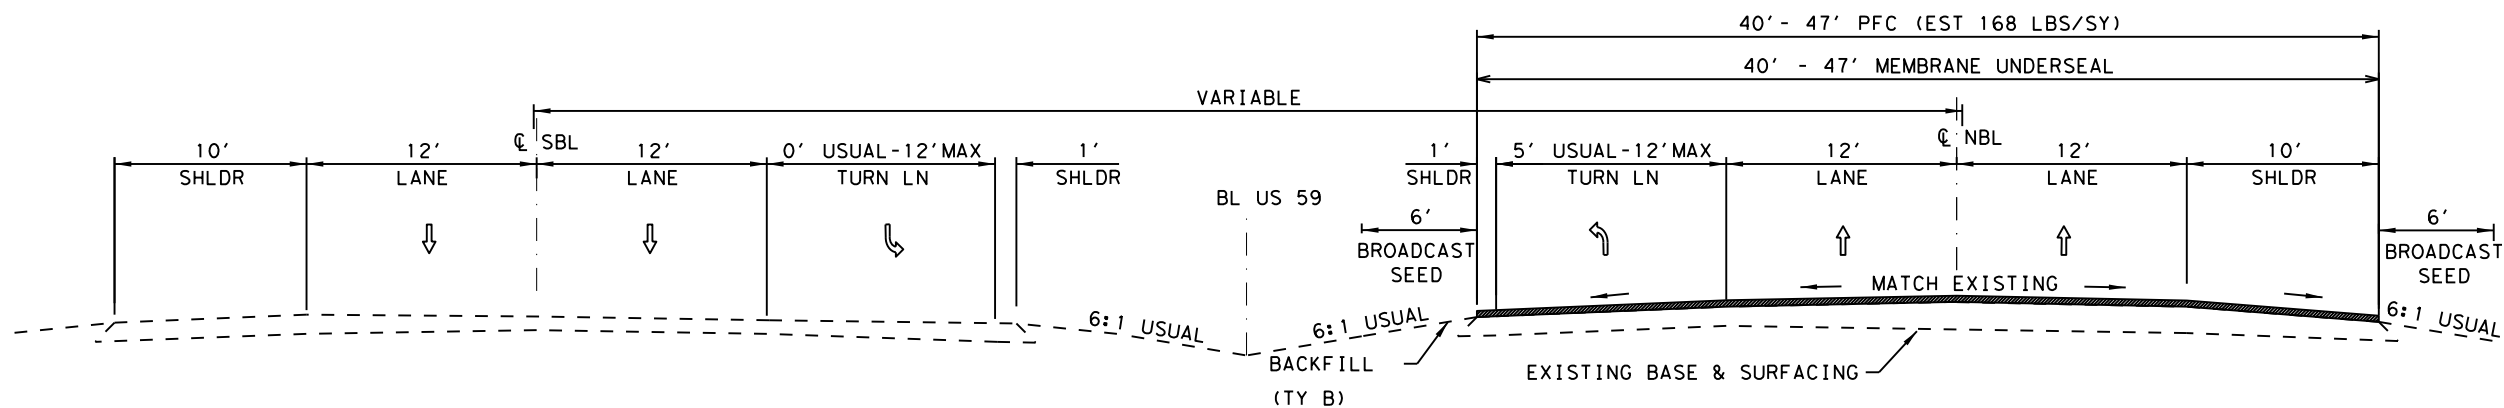 40' - 47' PFC (EST 168 LBS/SY)
40' - 47' MEMBRANE UNDERSEAL
VARIABLE
℄ SBL
℄ NBL
10' 12' 12' 0' USUAL-12'MAX 1' 1' 5' USUAL-12'MAX 12' 12' 10'
SHLDR LANE LANE TURN LN SHLDR SHLDR TURN LN LANE LANE SHLDR
BL US 59
6'
BROADCAST
SEED
6'
BROADCAST
SEED
MATCH EXISTING
6:1 USUAL
6:1 USUAL
6:1 USUAL
BACKFILL
(TY B)
EXISTING BASE & SURFACING